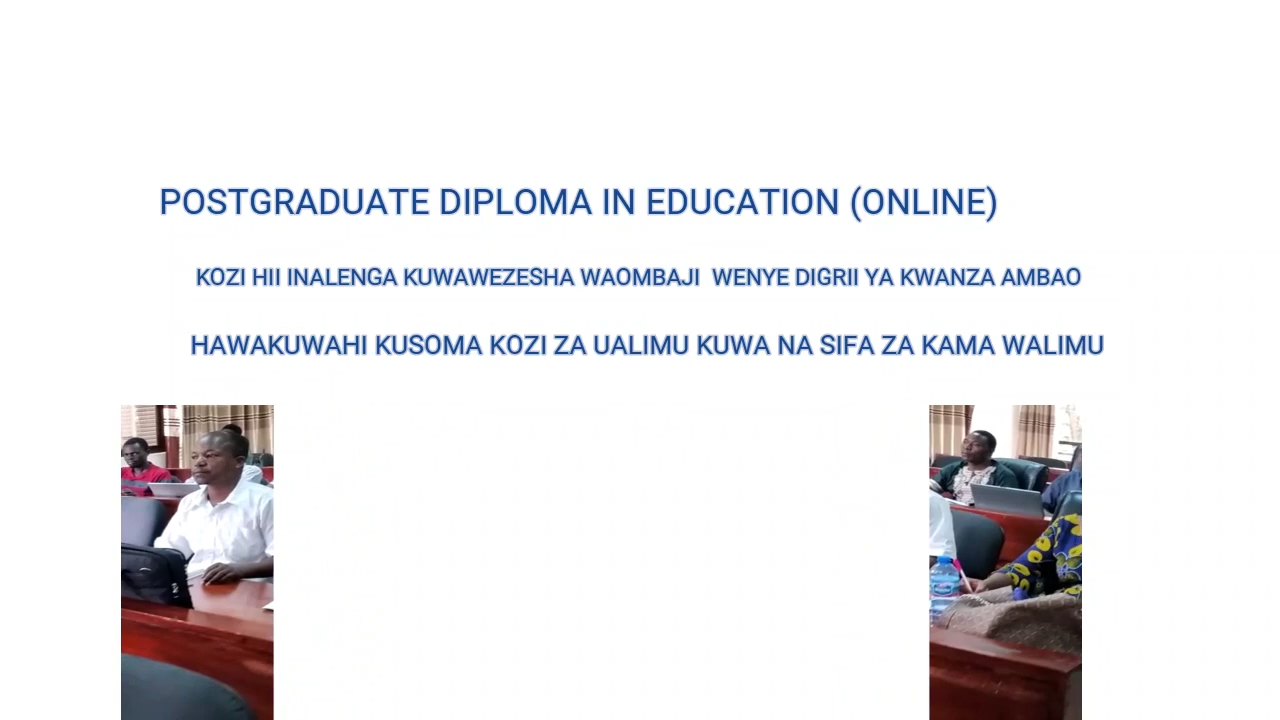 POSTGRADUATE DIPLOMA IN EDUCATION (ONLINE)
KOZI HII INALENGA KUWAWEZESHA WAOMBAJI WENYE DIGRII YA KWANZA AMBAO
HAWAKUWAHI KUSOMA KOZI ZA UALIMU KUWA NA SIFA ZA KAMA WALIMU